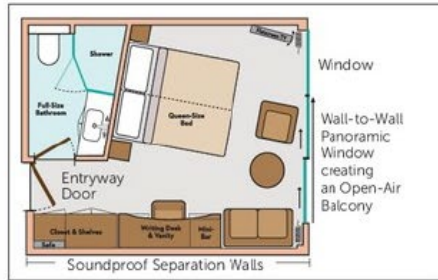 Flatscreen TV
Shower
Window
Full-Size
Bathroom
Queen-Size
Bed
Wall-to-Wall
Panoramic
Window
creating
an Open-Air
Balcony
Entryway
Door
Closet & Shelves
Writing Desk
& Vanity
Mini-
Bar
Safe
Soundproof Separation Walls